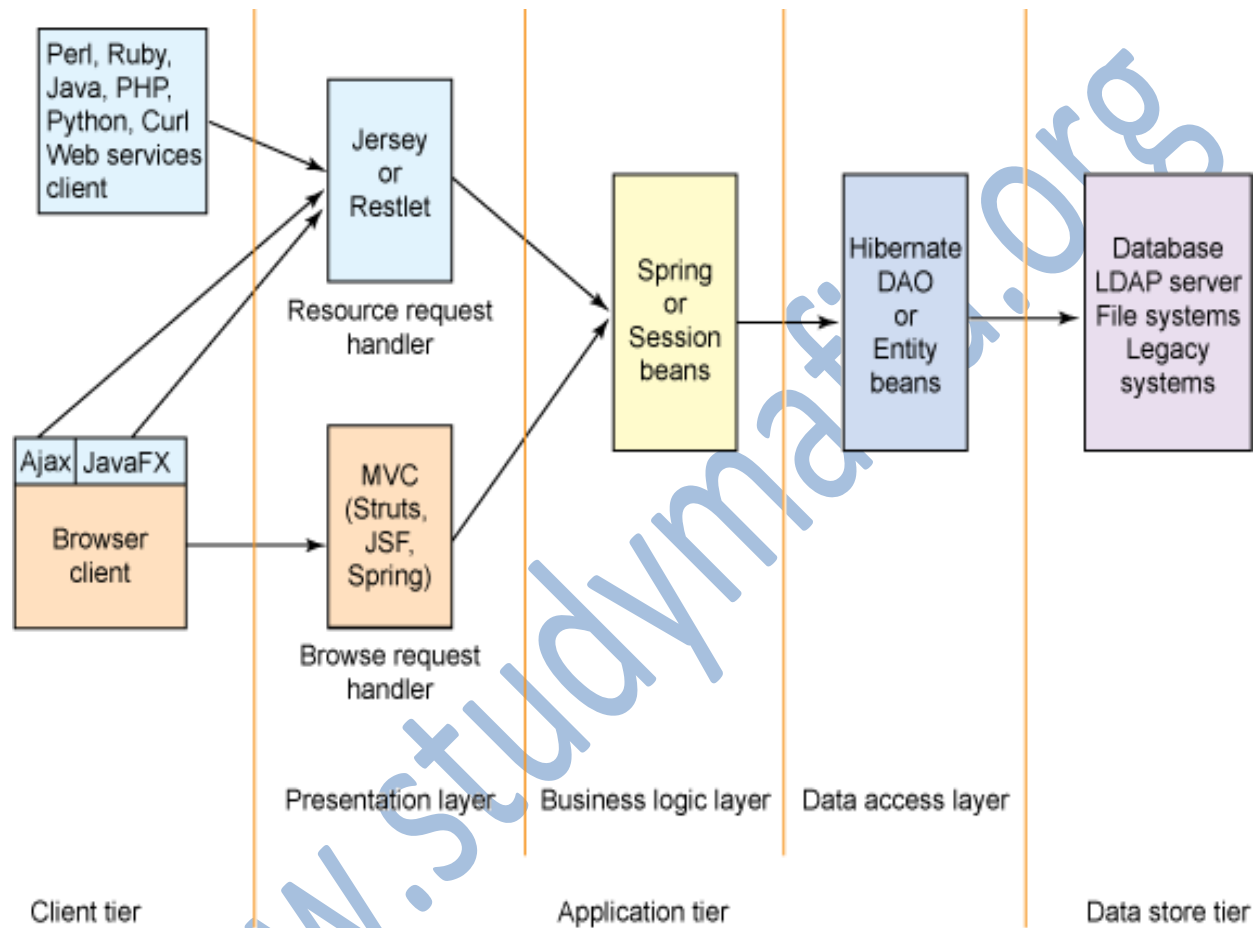 Perl, Ruby,
Java, PHP,
Python, Curl
Web services
client
Jersey
or
Restlet
Resource request
handler
Ajax
JavaFX
Browser
client
MVC
(Struts,
JSF,
Spring)
Browse request
handler
Spring
or
Session
beans
Hibernate
DAO
or
Entity
beans
Database
LDAP server
File systems
Legacy
systems
Presentation layer
Business logic layer
Data access layer
Client tier
Application tier
Data store tier
w.studymafia.org